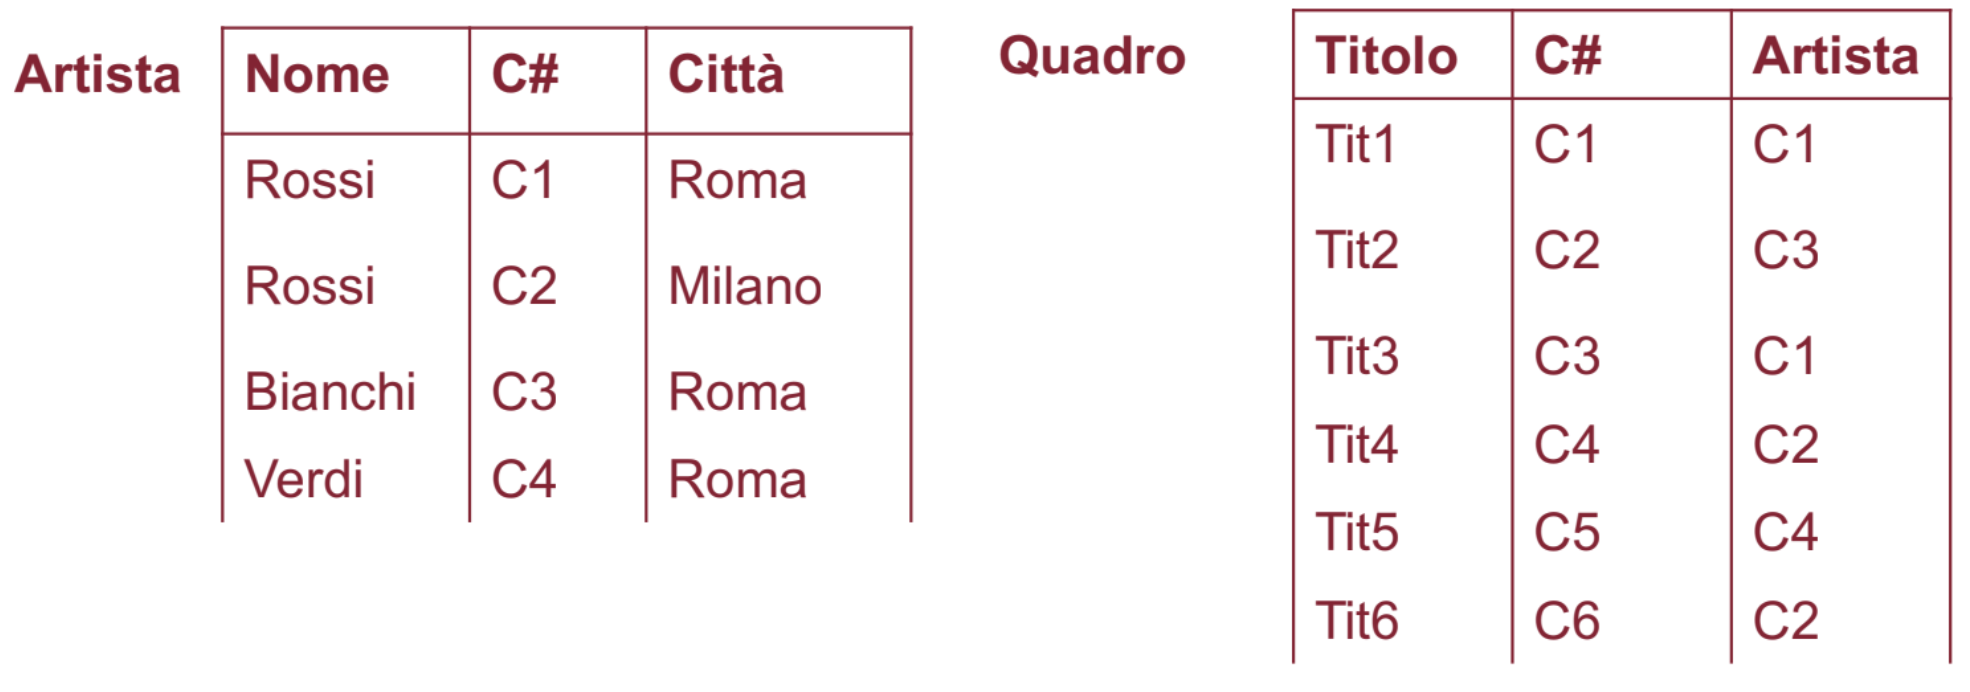 Artista
Nome C# Città
Rossi C1 Roma
Rossi C2 Milano
Bianchi C3 Roma
Verdi C4 Roma
Quadro
Titolo C# Artista
Tit1 C1 C1
Tit2 C2 C3
Tit3 C3 C1
Tit4 C4 C2
Tit5 C5 C4
Tit6 C6 C2